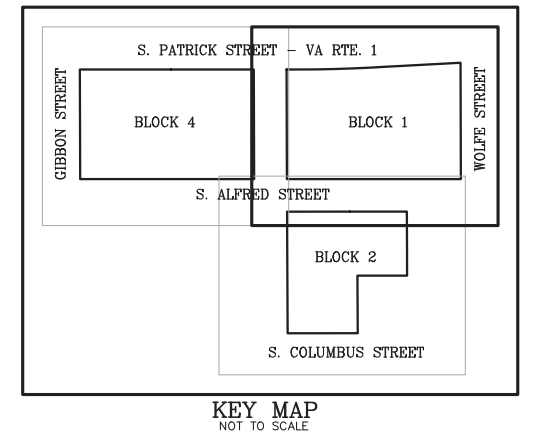 S. PATRICK STREET - VA RTE. 1
GIBBON STREET
BLOCK 4
BLOCK 1
WOLFE STREET
S. ALFRED STREET
BLOCK 2
S. COLUMBUS STREET
KEY MAP
NOT TO SCALE